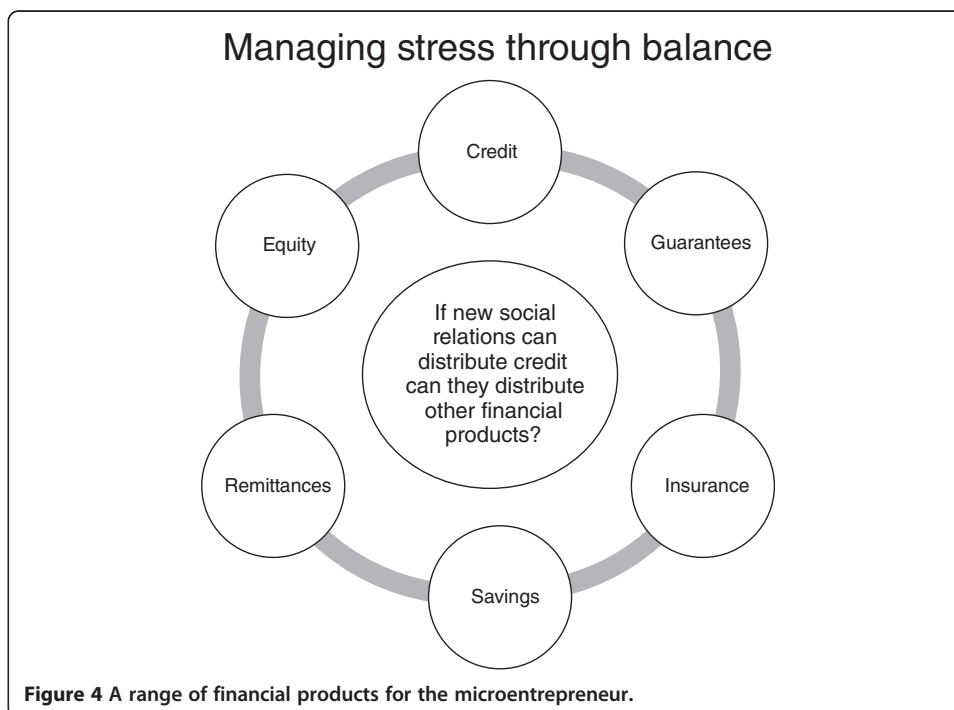 Managing stress through balance
Credit
Equity
Guarantees
If new social
relations can
distribute credit
can they distribute
other financial
products?
Remittances
Insurance
Savings
Figure 4 A range of financial products for the microentrepreneur.